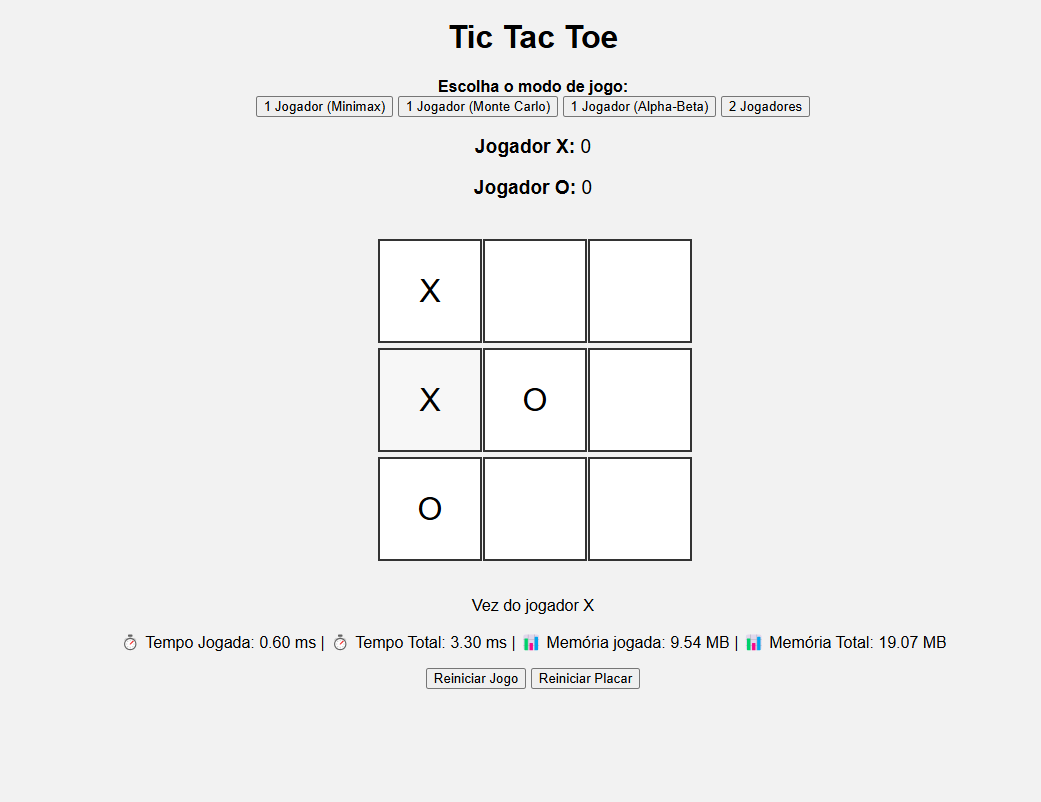 Tic Tac Toe
Escolha o modo de jogo:
1 Jogador (Minimax) 1 Jogador (Monte Carlo) 1 Jogador (Alpha-Beta) 2 Jogadores
Jogador X: 0
Jogador O: 0
X
X O
O
Vez do jogador X
Tempo Jogada: 0.60 ms | Tempo Total: 3.30 ms | Memória jogada: 9.54 MB | Memória Total: 19.07 MB
Reiniciar Jogo Reiniciar Placar